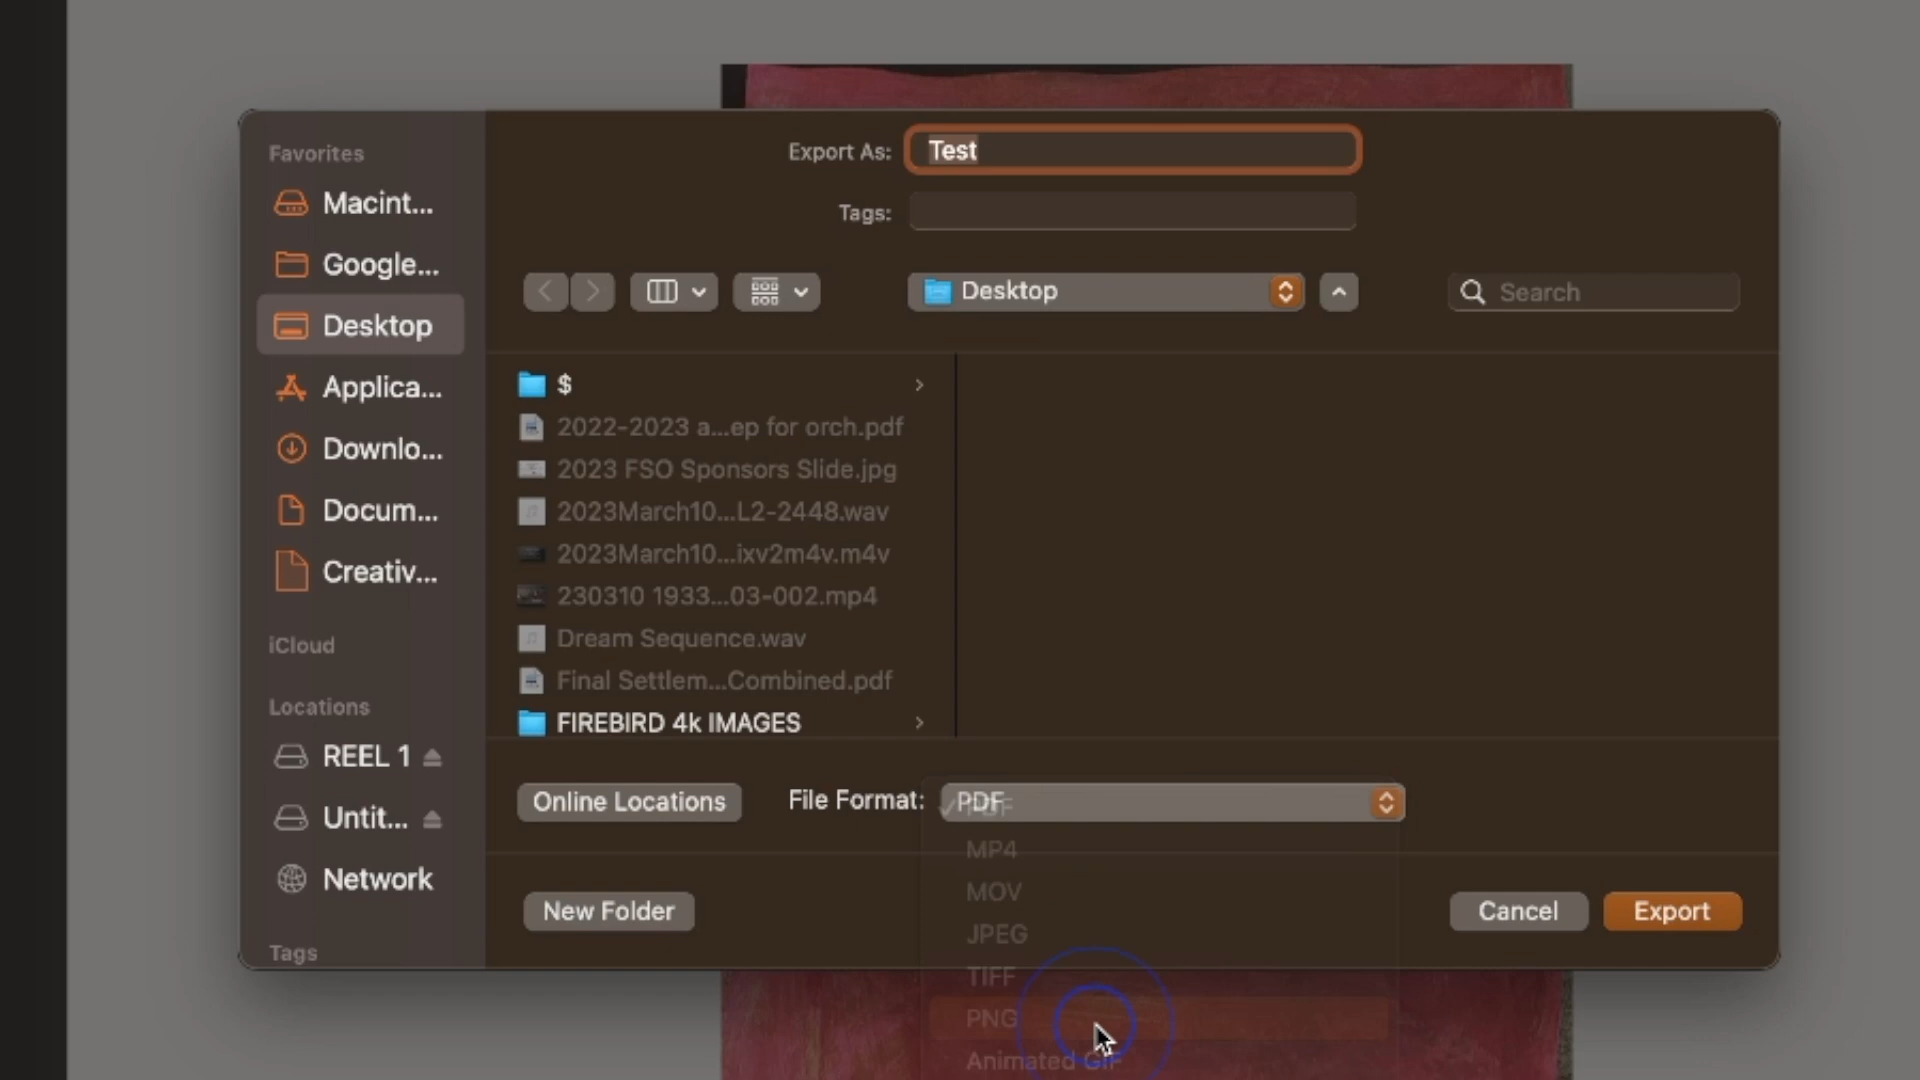 Favorites
Macint...
Google...
Desktop
Applica...
Downlo...
Docum...
Creativ...
iCloud
Locations
REEL 1
Untit...
Network
Tags
Export As: Test
Tags:
Desktop
Search
$
2022-2023 a...ep for orch.pdf
2023 FSO Sponsors Slide.jpg
2023March10...L2-2448.wav
2023March10...ixv2m4v.m4v
230310 1933...03-002.mp4
Dream Sequence.wav
Final Settlem...Combined.pdf
FIREBIRD 4k IMAGES
Online Locations
File Format: PDF
PDF
MP4
MOV
JPEG
TIFF
PNG
Animated GIF
New Folder
Cancel
Export